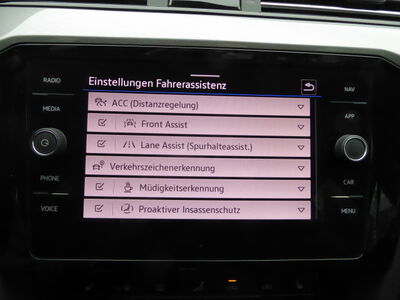 Einstellungen Fahrerassistenz
ACC (Distanzregelung)
Front Assist
Lane Assist (Spurhalteassist.)
Verkehrszeichenerkennung
Müdigkeitserkennung
Proaktiver Insassenschutz
RADIO
MEDIA
PHONE
VOICE
NAV
APP
CAR
MENU